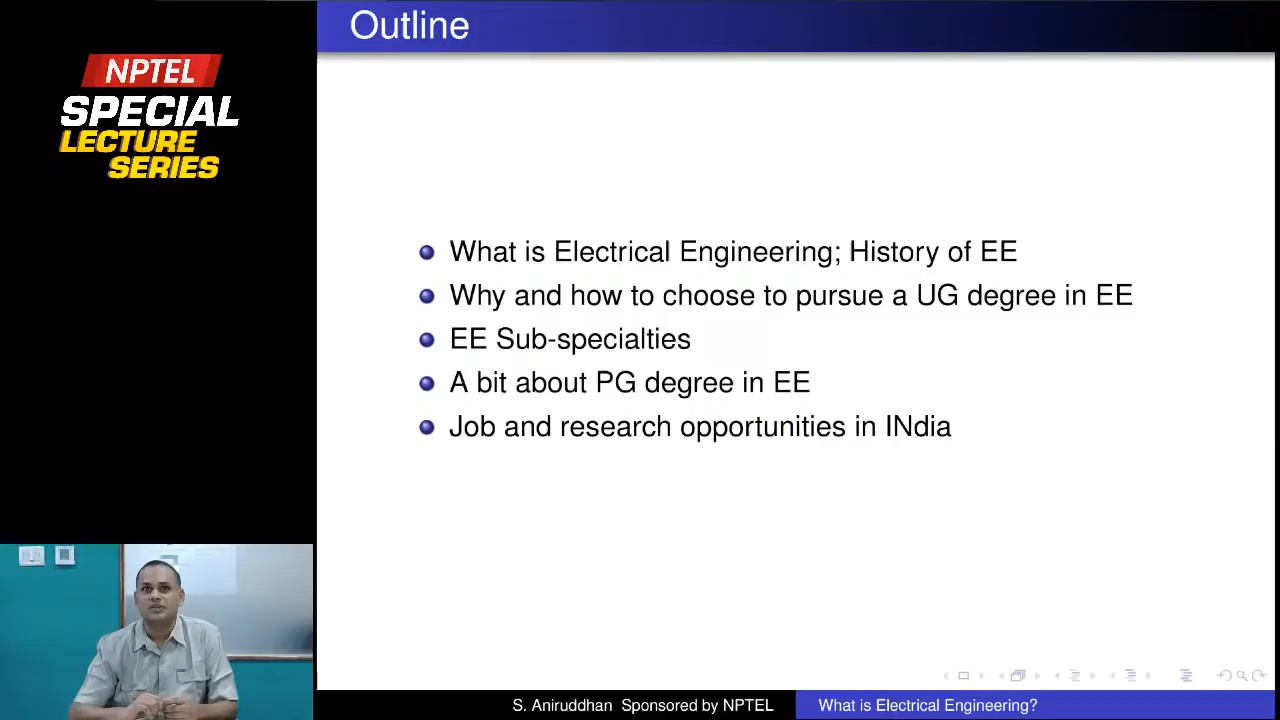 Outline
NPTEL
SPECIAL
LECTURE
SERIES
What is Electrical Engineering; History of EE
Why and how to choose to pursue a UG degree in EE
EE Sub-specialties
A bit about PG degree in EE
Job and research opportunities in INdia
S. Aniruddhan Sponsored by NPTEL
What is Electrical Engineering?